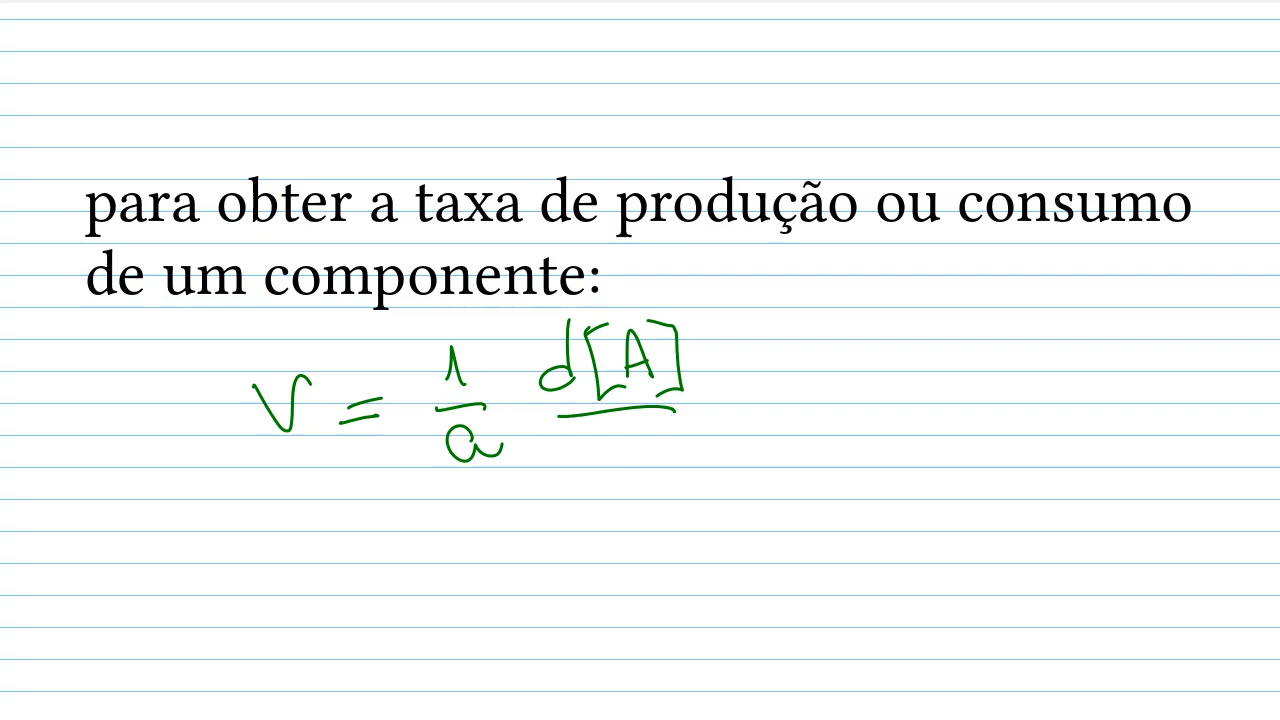 para obter a taxa de produção ou consumo
de um componente:
V = 1/a d[A]/